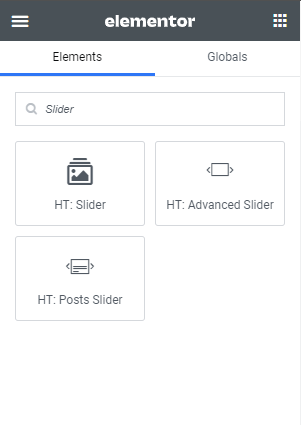 elementor
Elements
Globals
Slider
HT: Slider
HT: Advanced Slider
HT: Posts Slider